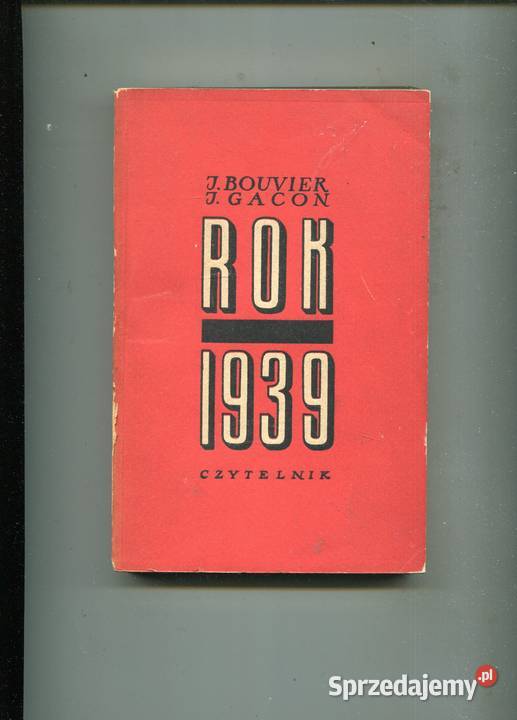 J. BOUVIER
J. GACON
ROK
1939
CZYTELNIK
Sprzedajemy.pl